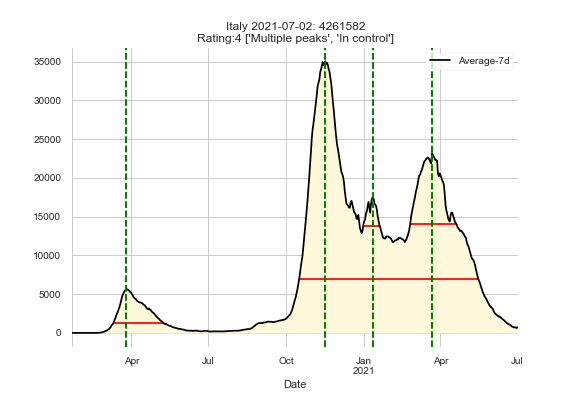 Italy 2021-07-02: 4261582
Rating:4 ['Multiple peaks', 'In control']
Average-7d
35000
30000
25000
20000
15000
10000
5000
0
Apr Jul Oct Jan Apr Jul
2021
Date